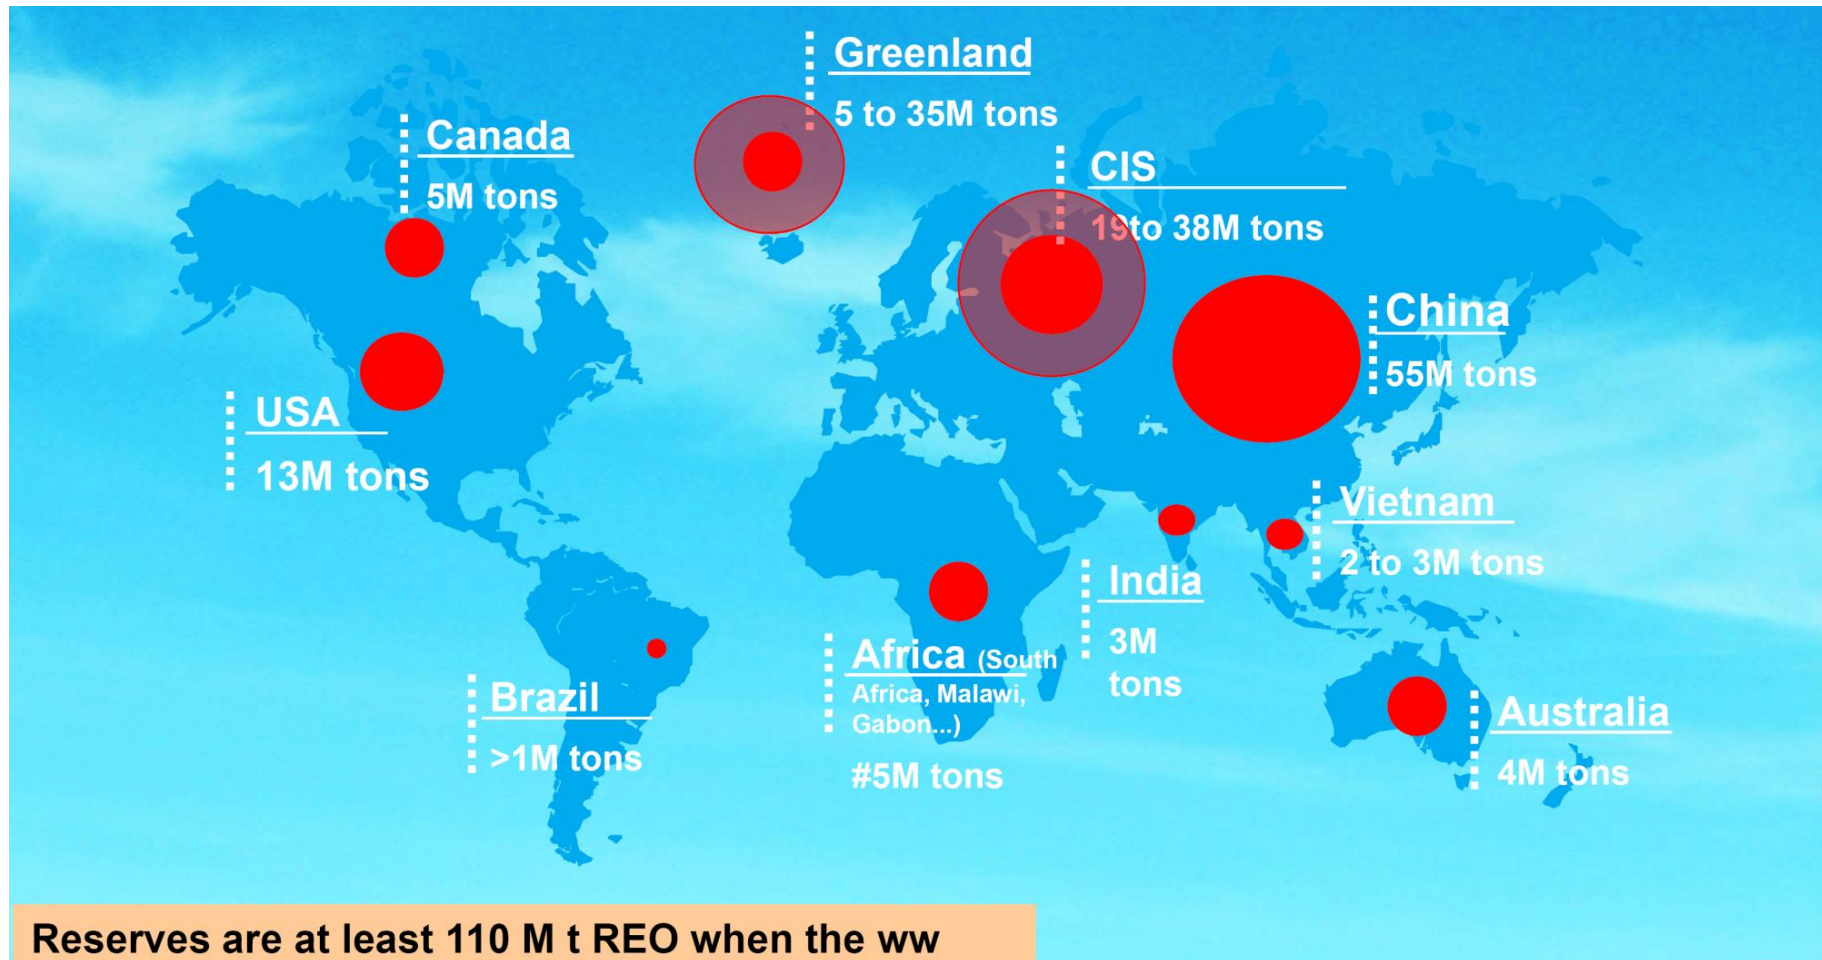 Greenland
5 to 35M tons
Canada
5M tons
CIS
19to 38M tons
China
55M tons
USA
13M tons
Vietnam
2 to 3M tons
India
3M
tons
Africa (South
Africa, Malawi,
Gabon...)
#5M tons
Brazil
>1M tons
Australia
4M tons
Reserves are at least 110 M t REO when the ww